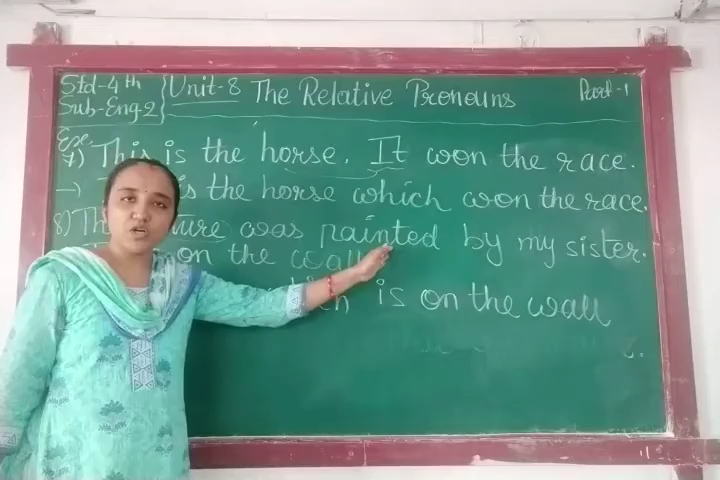 Std-4th
Sub-Eng-2
Unit-8 The Relative Pronouns
Part-1
Ex:-
7) This is the horse. It won the race.
→ is the horse which won the race.
8) was painted by my sister.
on the wall
is on the wall